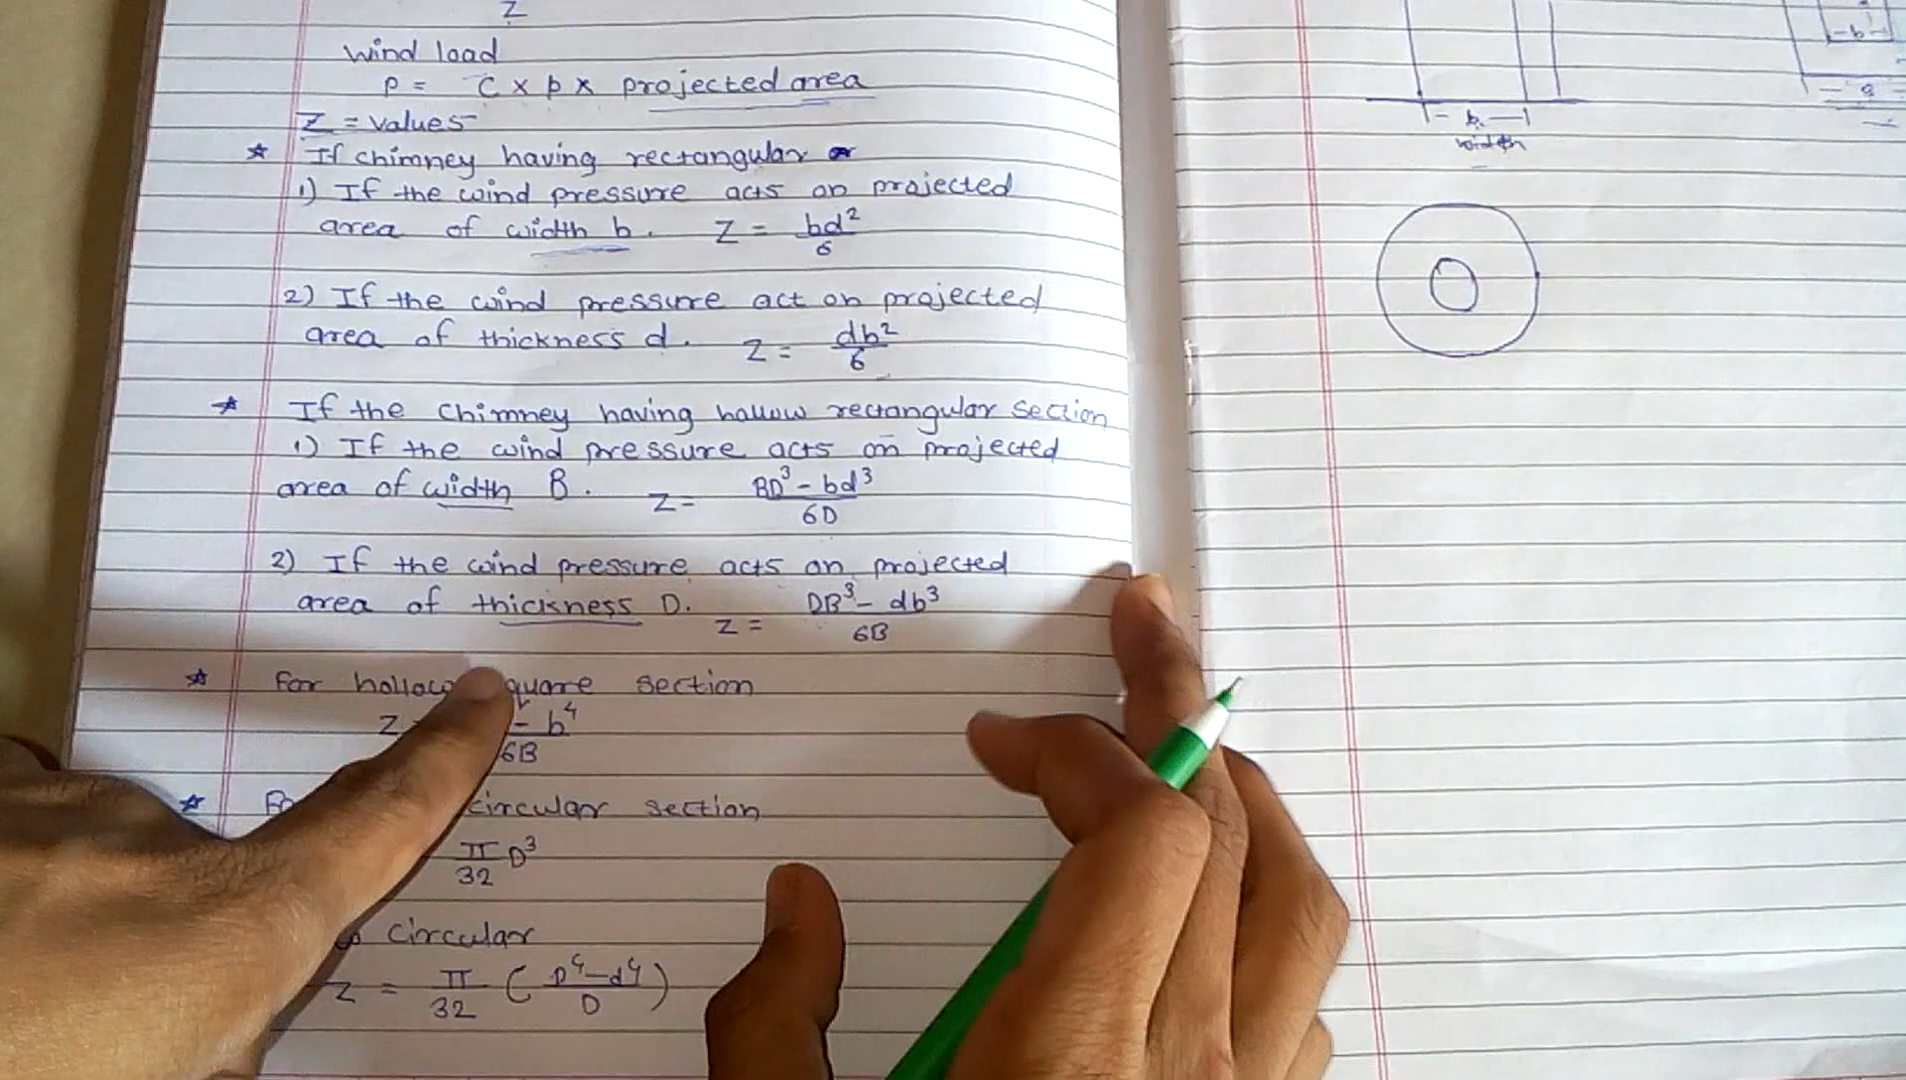 Z
Wind load
P = C × p × projected area
Z = values
☆ If chimney having rectangular or
1) If the wind pressure acts on projected
area of width b. Z = bd²/6
2) If the wind pressure act on projected
area of thickness d. Z = db²/6
☆ If the chimney having hallow rectangular section
1) If the wind pressure acts on projected
area of width B. Z = BD³ - bd³/6D
2) If the wind pressure acts on projected
area of thickness D. Z = DB³ - db³/6B
☆ For hollow square section
Z - b⁴/6B
☆ circular section
π/32 D³
circular
Z = π/32 (D⁴-d⁴/D)
b
width
b